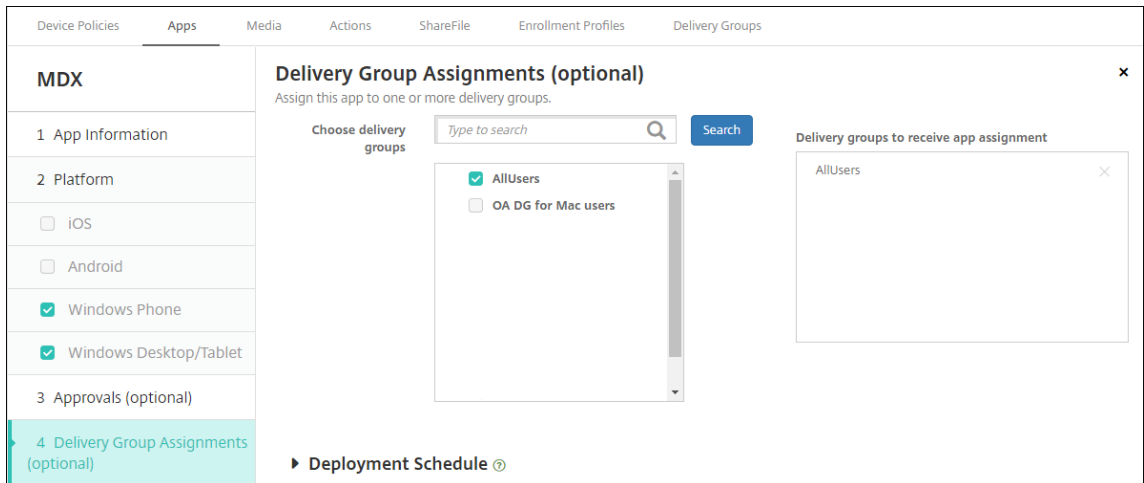 Device Policies Apps Media Actions ShareFile Enrollment Profiles Delivery Groups
MDX
1 App Information
2 Platform
iOS
Android
Windows Phone
Windows Desktop/Tablet
3 Approvals (optional)
4 Delivery Group Assignments
(optional)
Delivery Group Assignments (optional)
Assign this app to one or more delivery groups.
Choose delivery
groups
Type to search
Search
AllUsers
OA DG for Mac users
Delivery groups to receive app assignment
AllUsers
Deployment Schedule